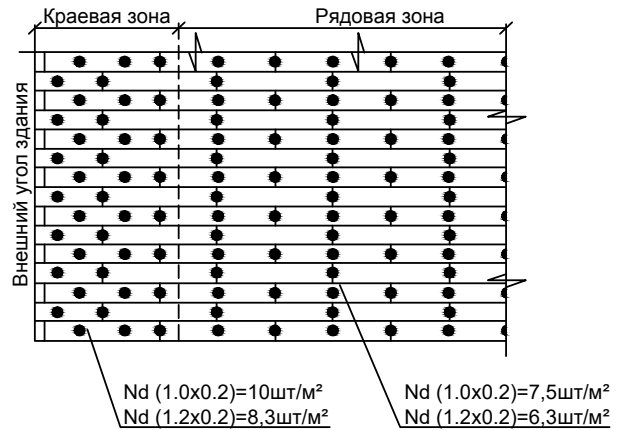 Краевая зона
Рядовая зона
Внешний угол здания
Nd (1.0x0.2)=10шт/м²
Nd (1.2x0.2)=8,3шт/м²
Nd (1.0x0.2)=7,5шт/м²
Nd (1.2x0.2)=6,3шт/м²